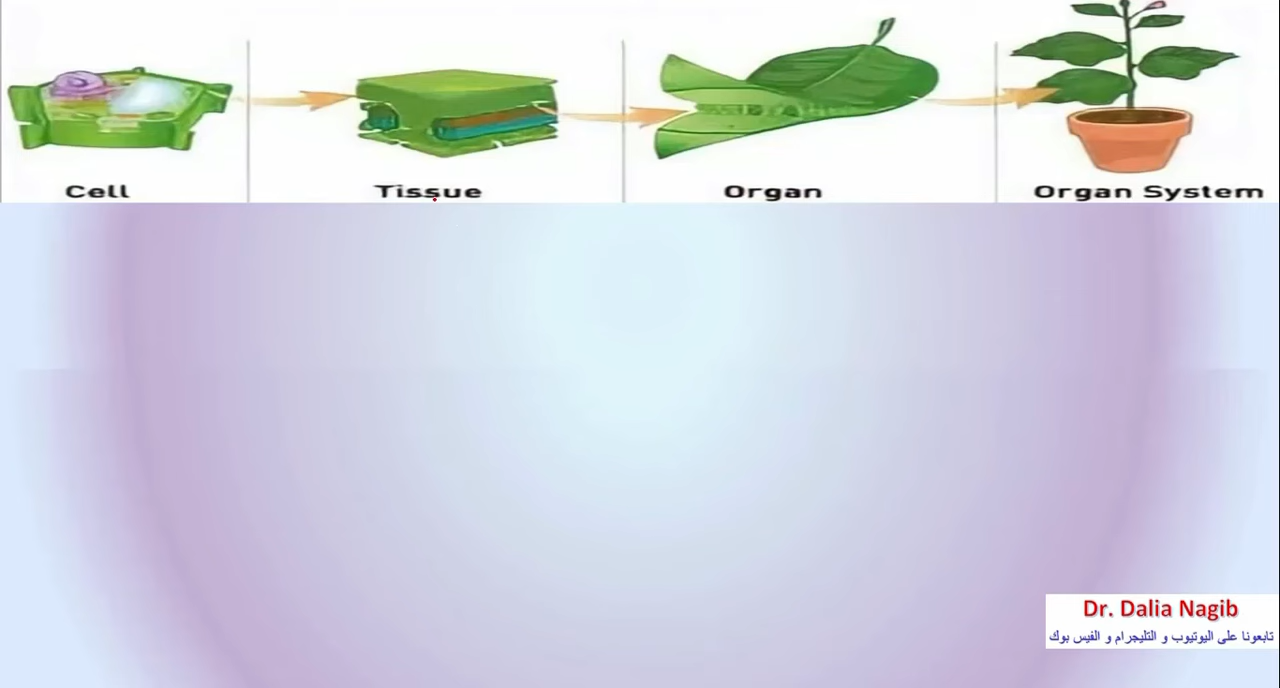 Cell
Tissue
Organ
Organ System
Dr. Dalia Nagib
تابعونا على اليوتيوب و التليجرام و الفيس بوك